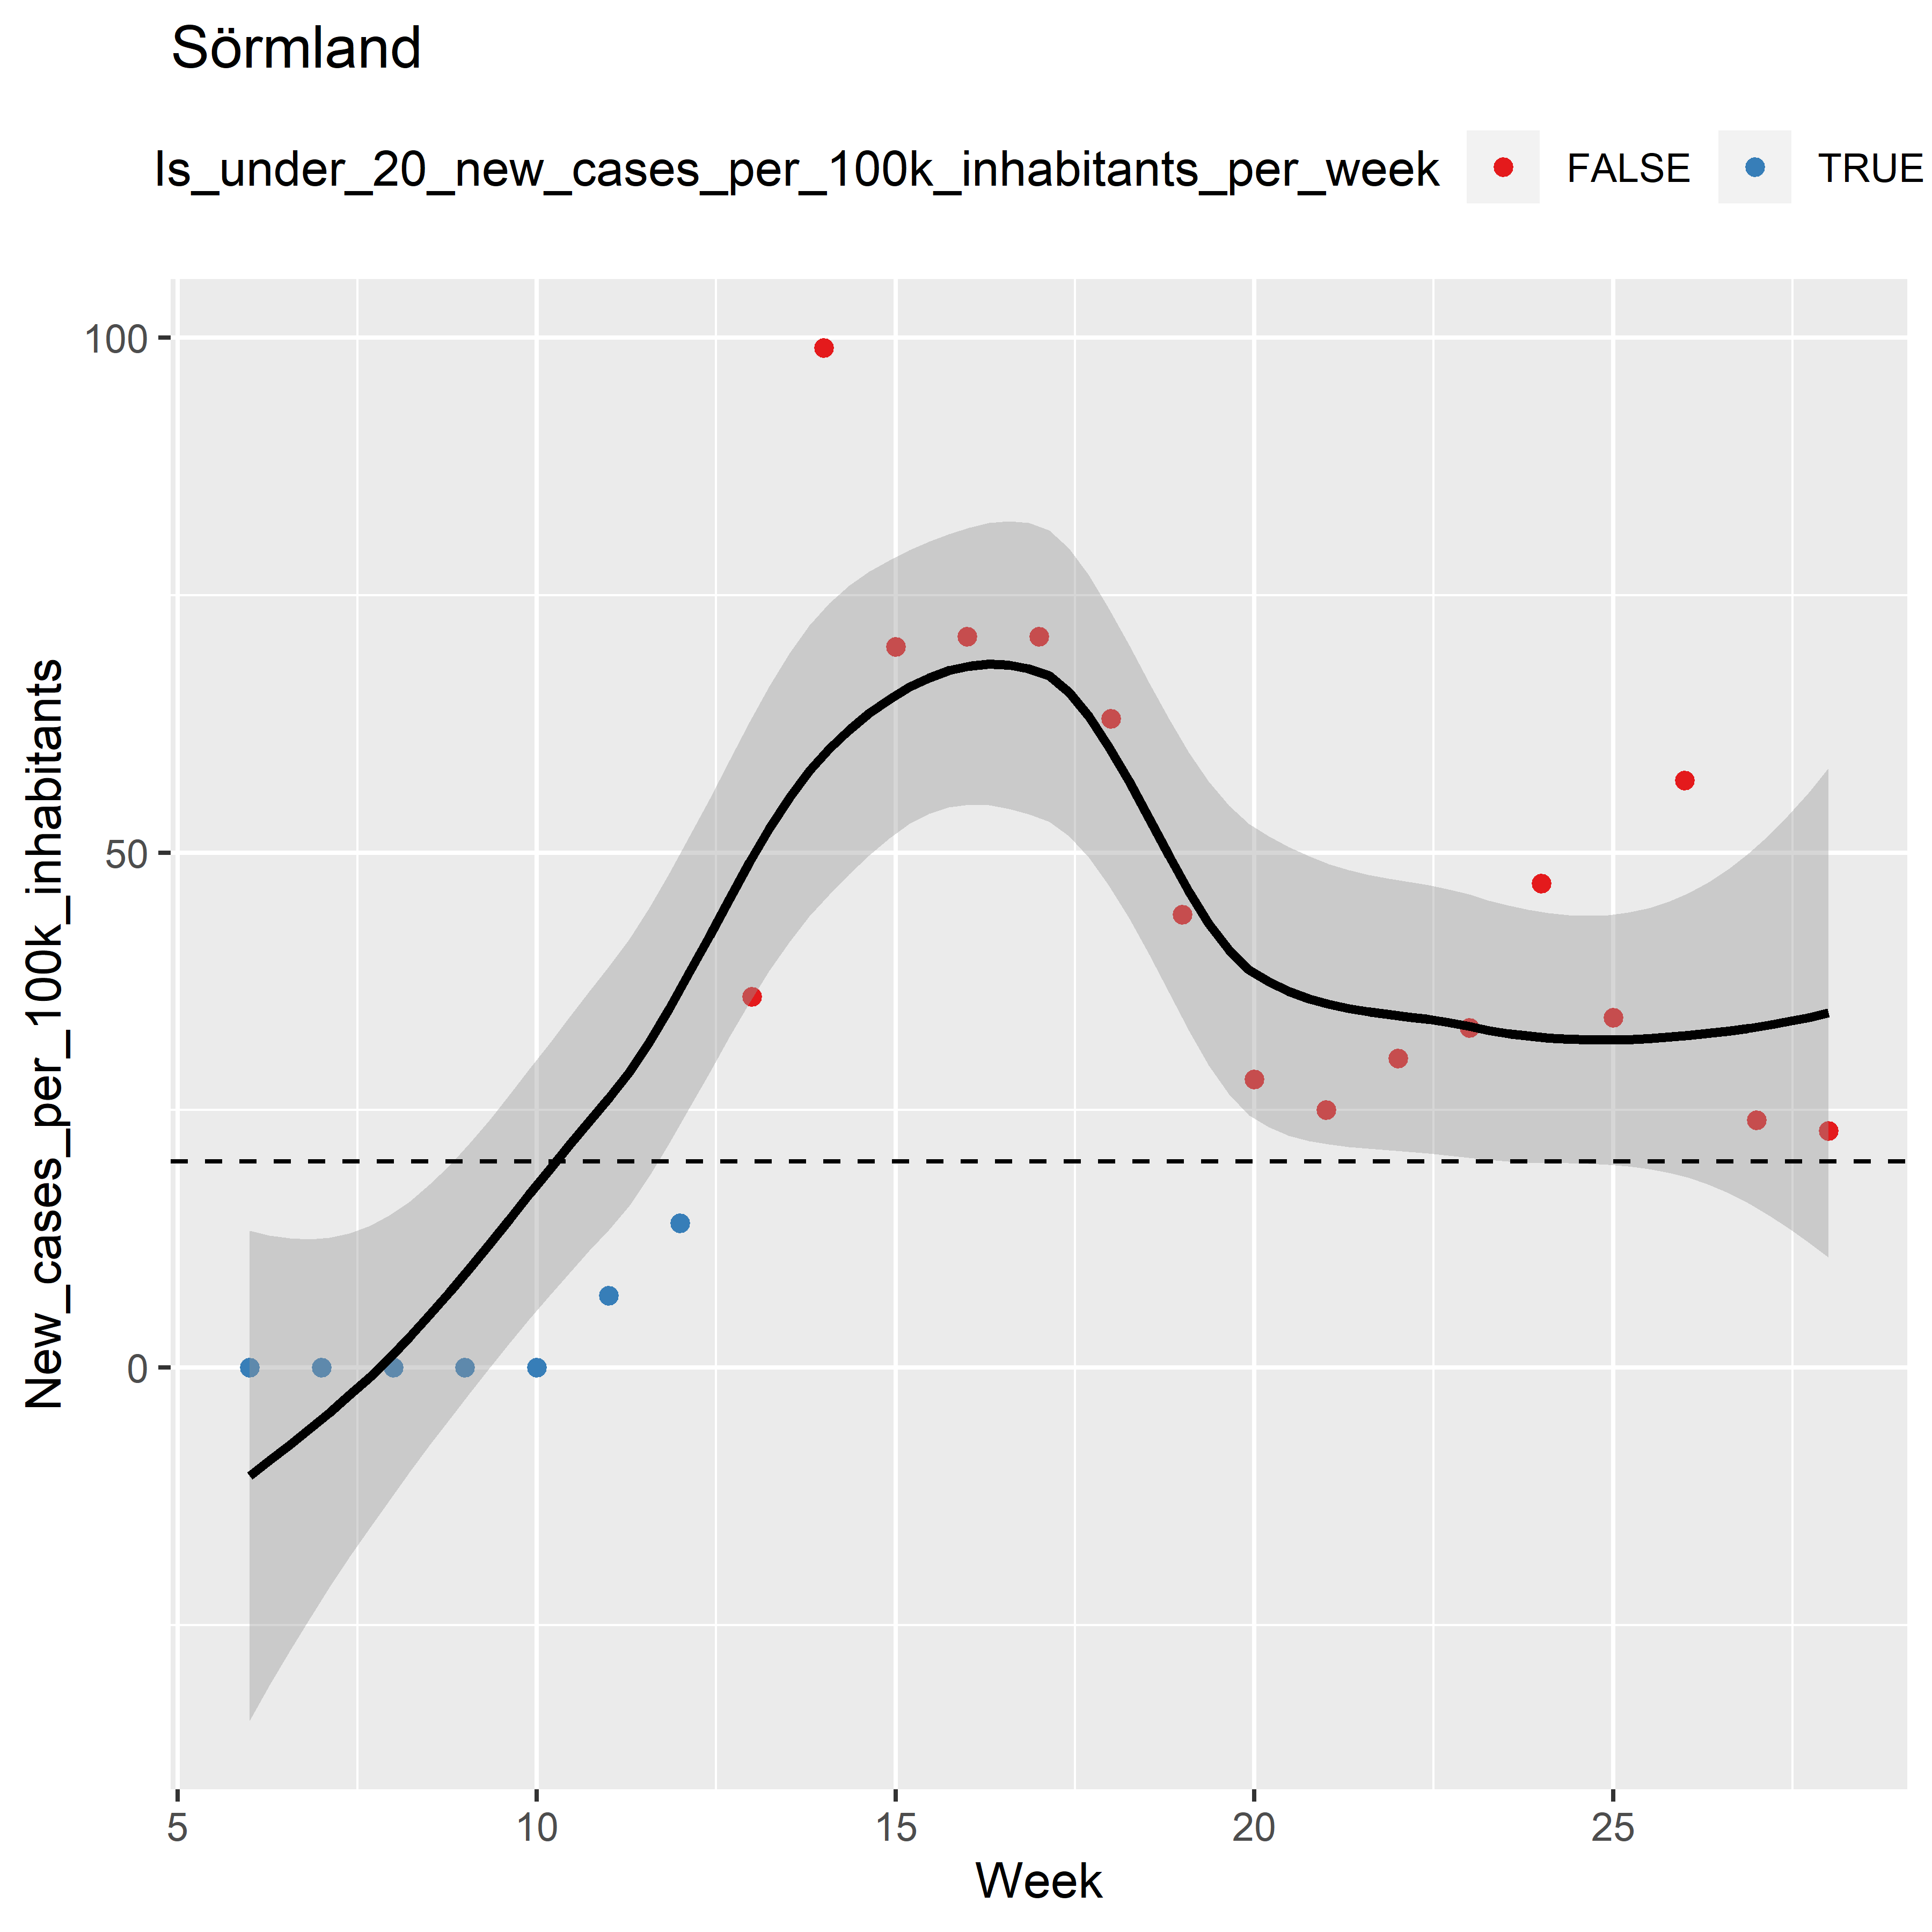 Sörmland
Is_under_20_new_cases_per_100k_inhabitants_per_week FALSE TRUE
New_cases_per_100k_inhabitants
100
50
0
5 10 15 20 25
Week